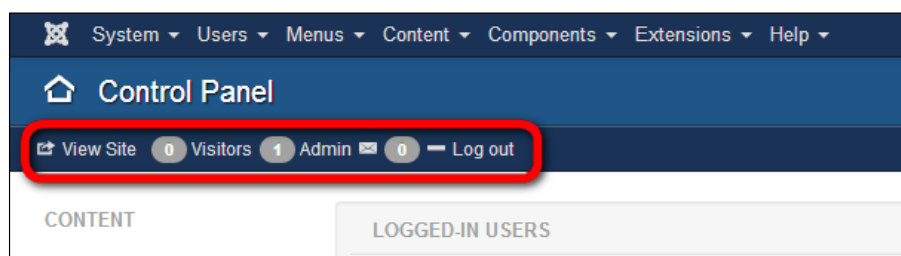 System Users Menus Content Components Extensions Help
Control Panel
View Site 0 Visitors 1 Admin 0 Log out
CONTENT
LOGGED-IN USERS